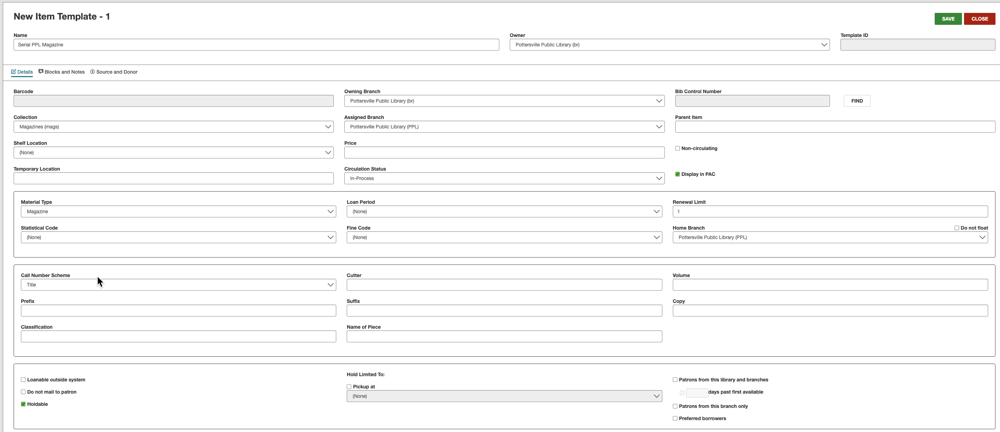 New Item Template - 1
SAVE CLOSE
Name Owner Template ID
Serial PPL Magazine Pottersville Public Library (br)
Details Blocks and Notes Source and Donor
Barcode Owning Branch Bib Control Number
Pottersville Public Library (br) FIND
Collection Assigned Branch Parent Item
Magazines (mags) Pottersville Public Library (PPL)
Shelf Location Price
(None) Non-circulating
Temporary Location Circulation Status
In-Process Display in PAC
Material Type Loan Period Renewal Limit
Magazine (None) 1
Statistical Code Fine Code Home Branch Do not float
(None) (None) Pottersville Public Library (PPL)
Call Number Scheme Cutter Volume
Title
Prefix Suffix Copy
Classification Name of Piece
Hold Limited To:
Loanable outside system Patrons from this library and branches
Pickup at
Do not mail to patron days past first available
(None)
Holdable Patrons from this branch only
Preferred borrowers